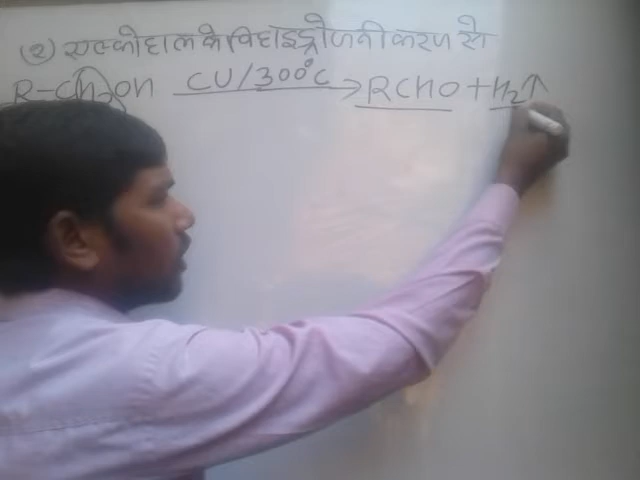 (२) एल्कोहाल के विहाइड्रोजनीकरण से
R-CH₂OH CU/300°C → RCHO + H₂↑